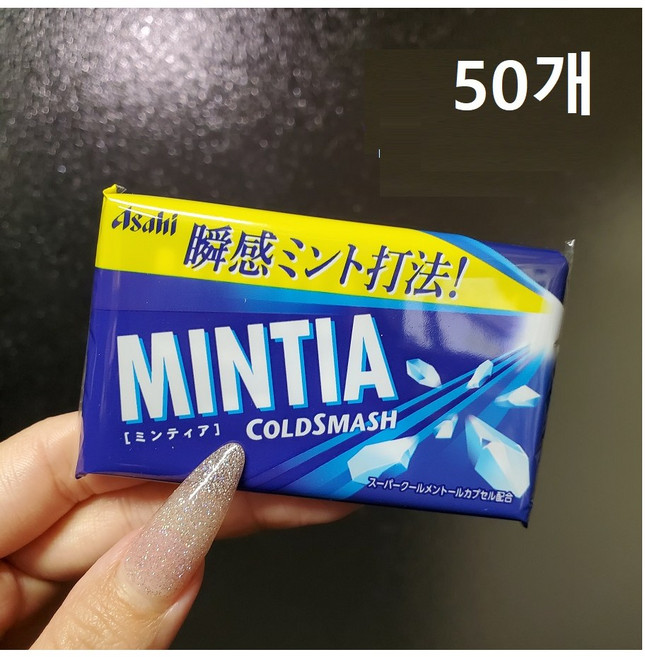 50개
Asahi
瞬感ミント打法!
MINTIA
[ミンティア] COLDSMASH
スーパークールメントールカプセル配合